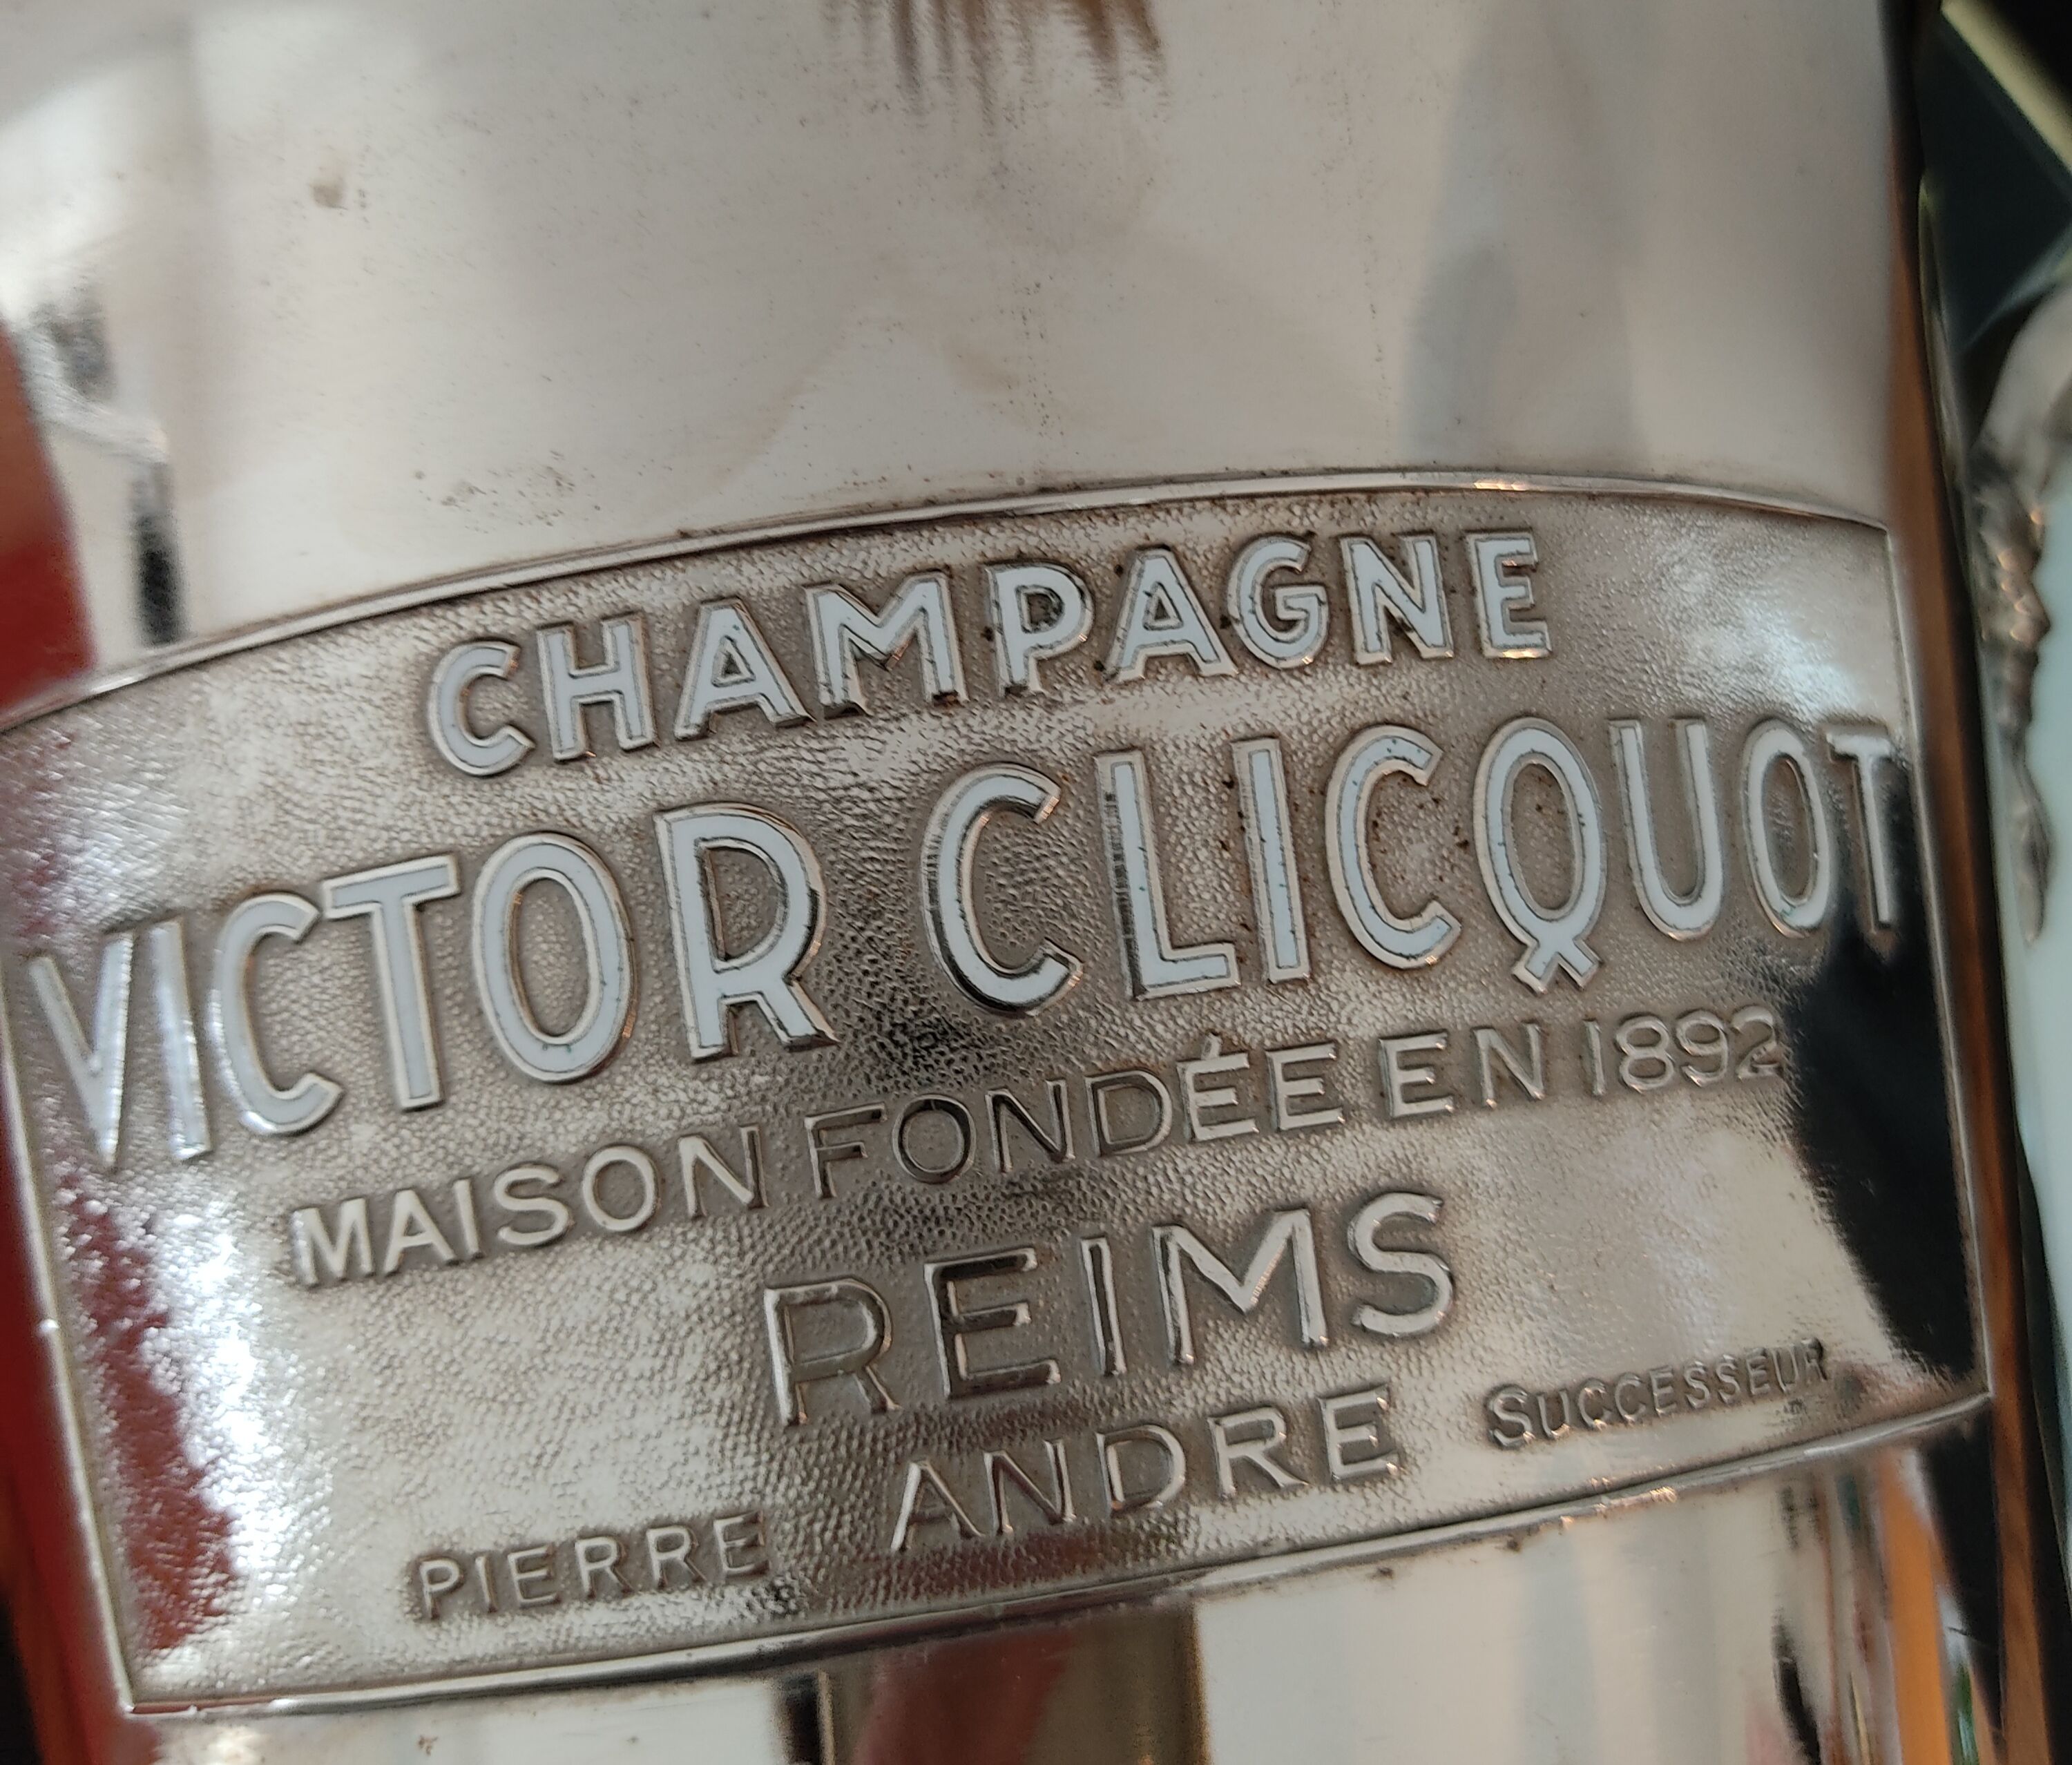 CHAMPAGNE
VICTOR CLICQUOT
MAISON FONDÉE EN 1892
REIMS
PIERRE ANDRE SUCCESSEUR